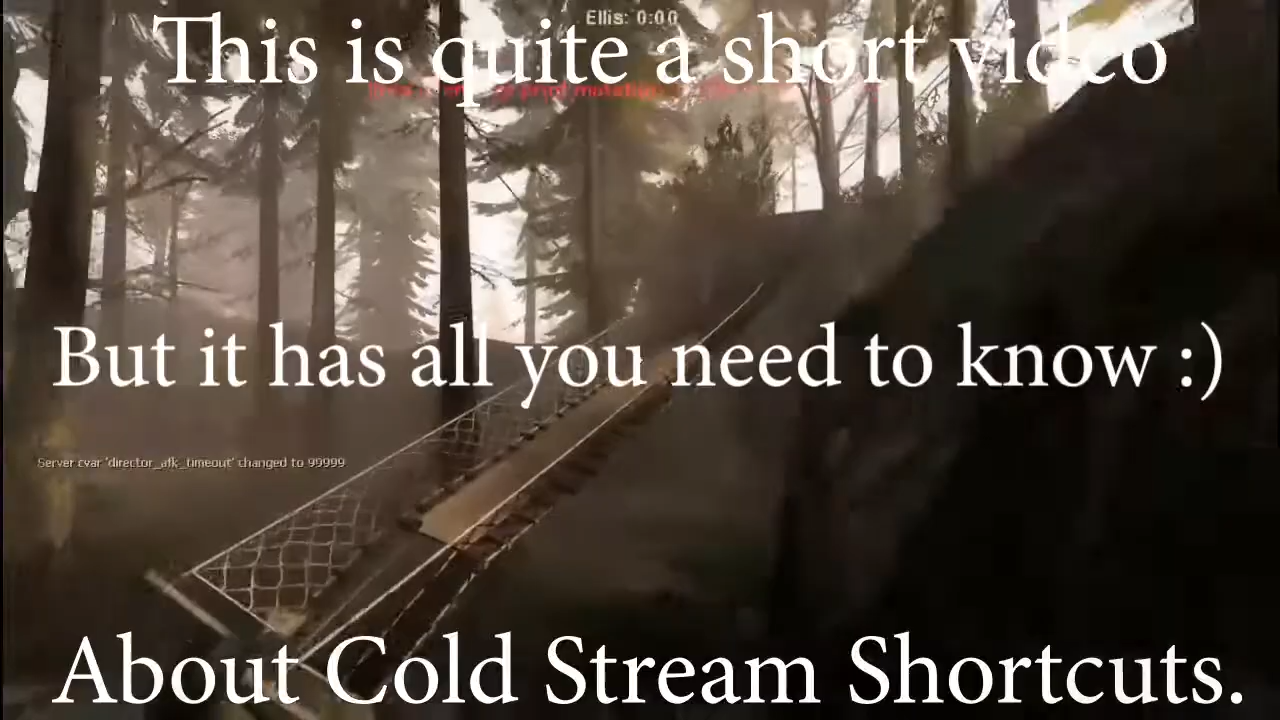 Ellis: 0:00
This is quite a short video
But it has all you need to know :)
Server cvar 'director_afk_timeout' changed to 99999
About Cold Stream Shortcuts.